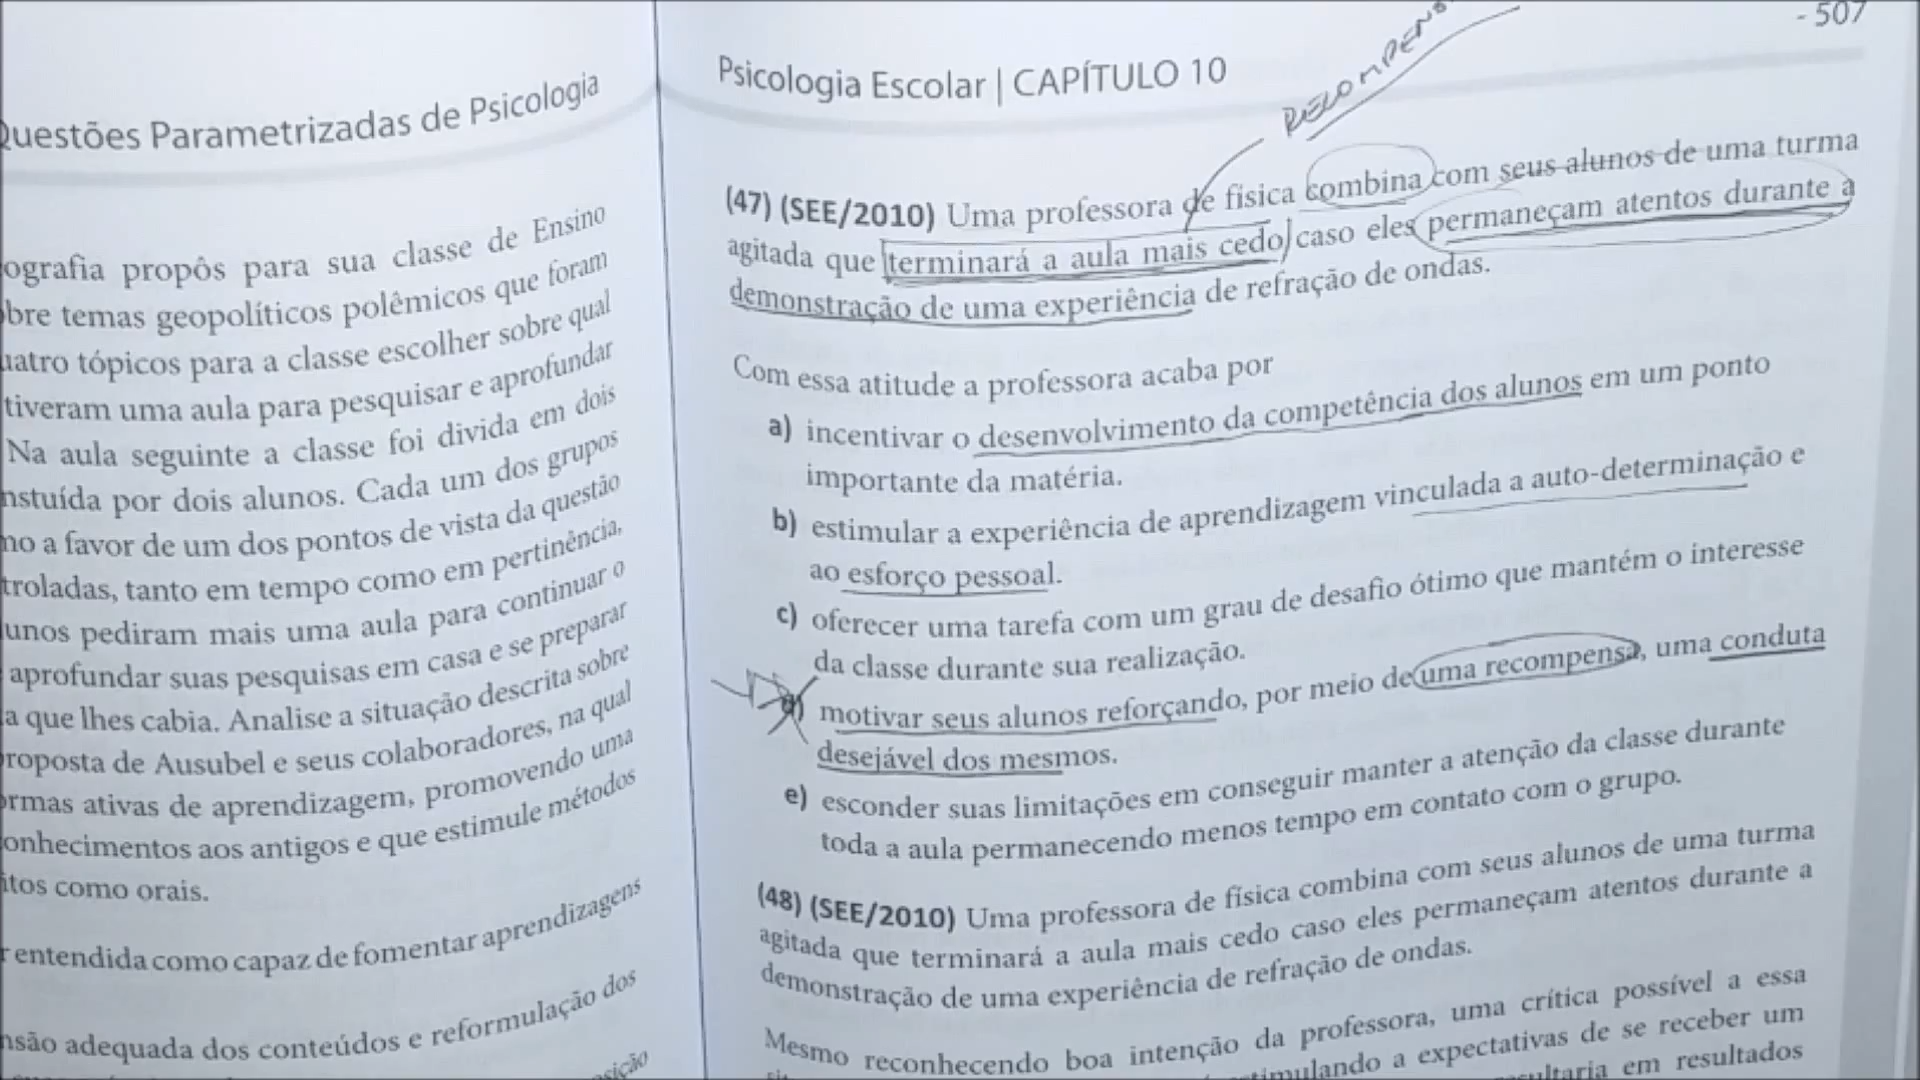 Questões Parametrizadas de Psicologia
ografia propôs para sua classe de Ensino
obre temas geopolíticos polêmicos que foram
uatro tópicos para a classe escolher sobre qual
tiveram uma aula para pesquisar e aprofundar
Na aula seguinte a classe foi divida em dois
nstuída por dois alunos. Cada um dos grupos
no a favor de um dos pontos de vista da questão
troladas, tanto em tempo como em pertinência,
unos pediram mais uma aula para continuar o
aprofundar suas pesquisas em casa e se preparar
a que lhes cabia. Analise a situação descrita sobre
proposta de Ausubel e seus colaboradores, na qual
ormas ativas de aprendizagem, promovendo uma
onhecimentos aos antigos e que estimule métodos
itos como orais.
r entendida como capaz de fomentar aprendizagens
nsão adequada dos conteúdos e reformulação dos
- 507
Psicologia Escolar | CAPÍTULO 10
RECOMPENS
(47) (SEE/2010) Uma professora de física combina com seus alunos de uma turma
agitada que terminará a aula mais cedo caso eles permaneçam atentos durante a
demonstração de uma experiência de refração de ondas.
Com essa atitude a professora acaba por
a) incentivar o desenvolvimento da competência dos alunos em um ponto
importante da matéria.
b) estimular a experiência de aprendizagem vinculada a auto-determinação e
ao esforço pessoal.
c) oferecer uma tarefa com um grau de desafio ótimo que mantém o interesse
da classe durante sua realização.
motivar seus alunos reforçando, por meio de uma recompensa, uma conduta
desejável dos mesmos.
e) esconder suas limitações em conseguir manter a atenção da classe durante
toda a aula permanecendo menos tempo em contato com o grupo.
(48) (SEE/2010) Uma professora de física combina com seus alunos de uma turma
agitada que terminará a aula mais cedo caso eles permaneçam atentos durante a
demonstração de uma experiência de refração de ondas.
Mesmo reconhecendo boa intenção da professora, uma crítica possível a essa
timulando a expectativas de se receber um
sultaria em resultados